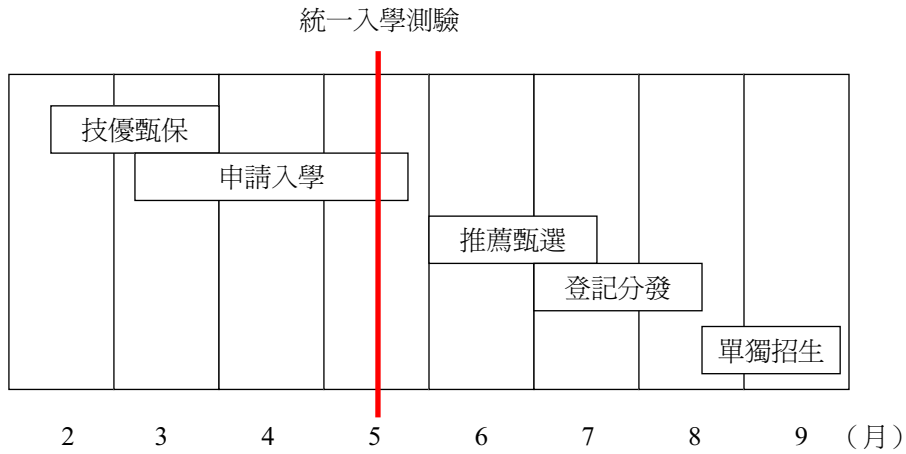 統一入學測驗
技優甄保
申請入學
推薦甄選
登記分發
單獨招生
2 3 4 5 6 7 8 9 （月）